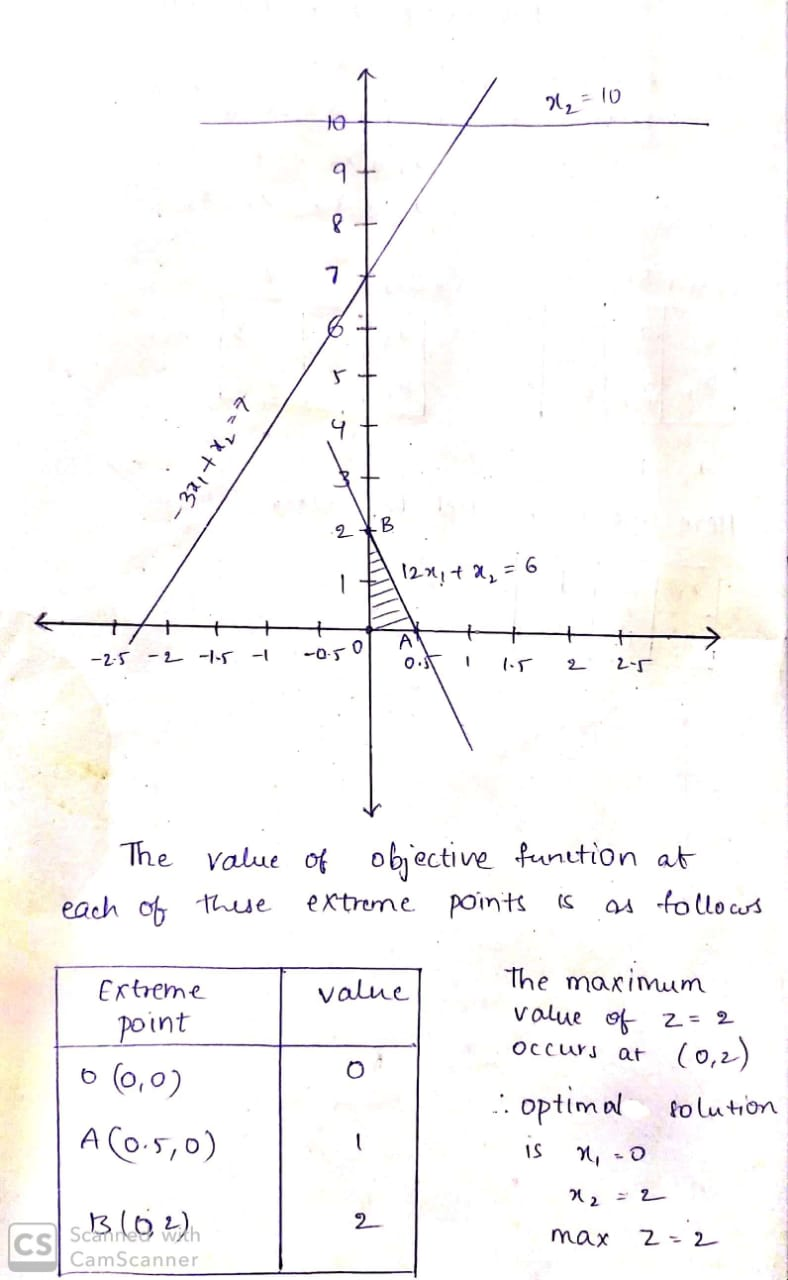 x₂ = 10
10
9
8
7
6
5
4
3
2 B
1
-3x₁ + x₂ = 7
12x₁ + x₂ = 6
-2.5 -2 -1.5 -1 -0.5 0 A 0.5 1 1.5 2 2.5
The value of objective function at
each of these extreme points is as follows
Extreme point value
O (0,0) 0
A (0.5,0) 1
B (0,2) 2
The maximum
value of z = 2
occurs at (0,2)
∴ optimal solution
is x₁ = 0
x₂ = 2
max z = 2
CS Scanned with
CamScanner